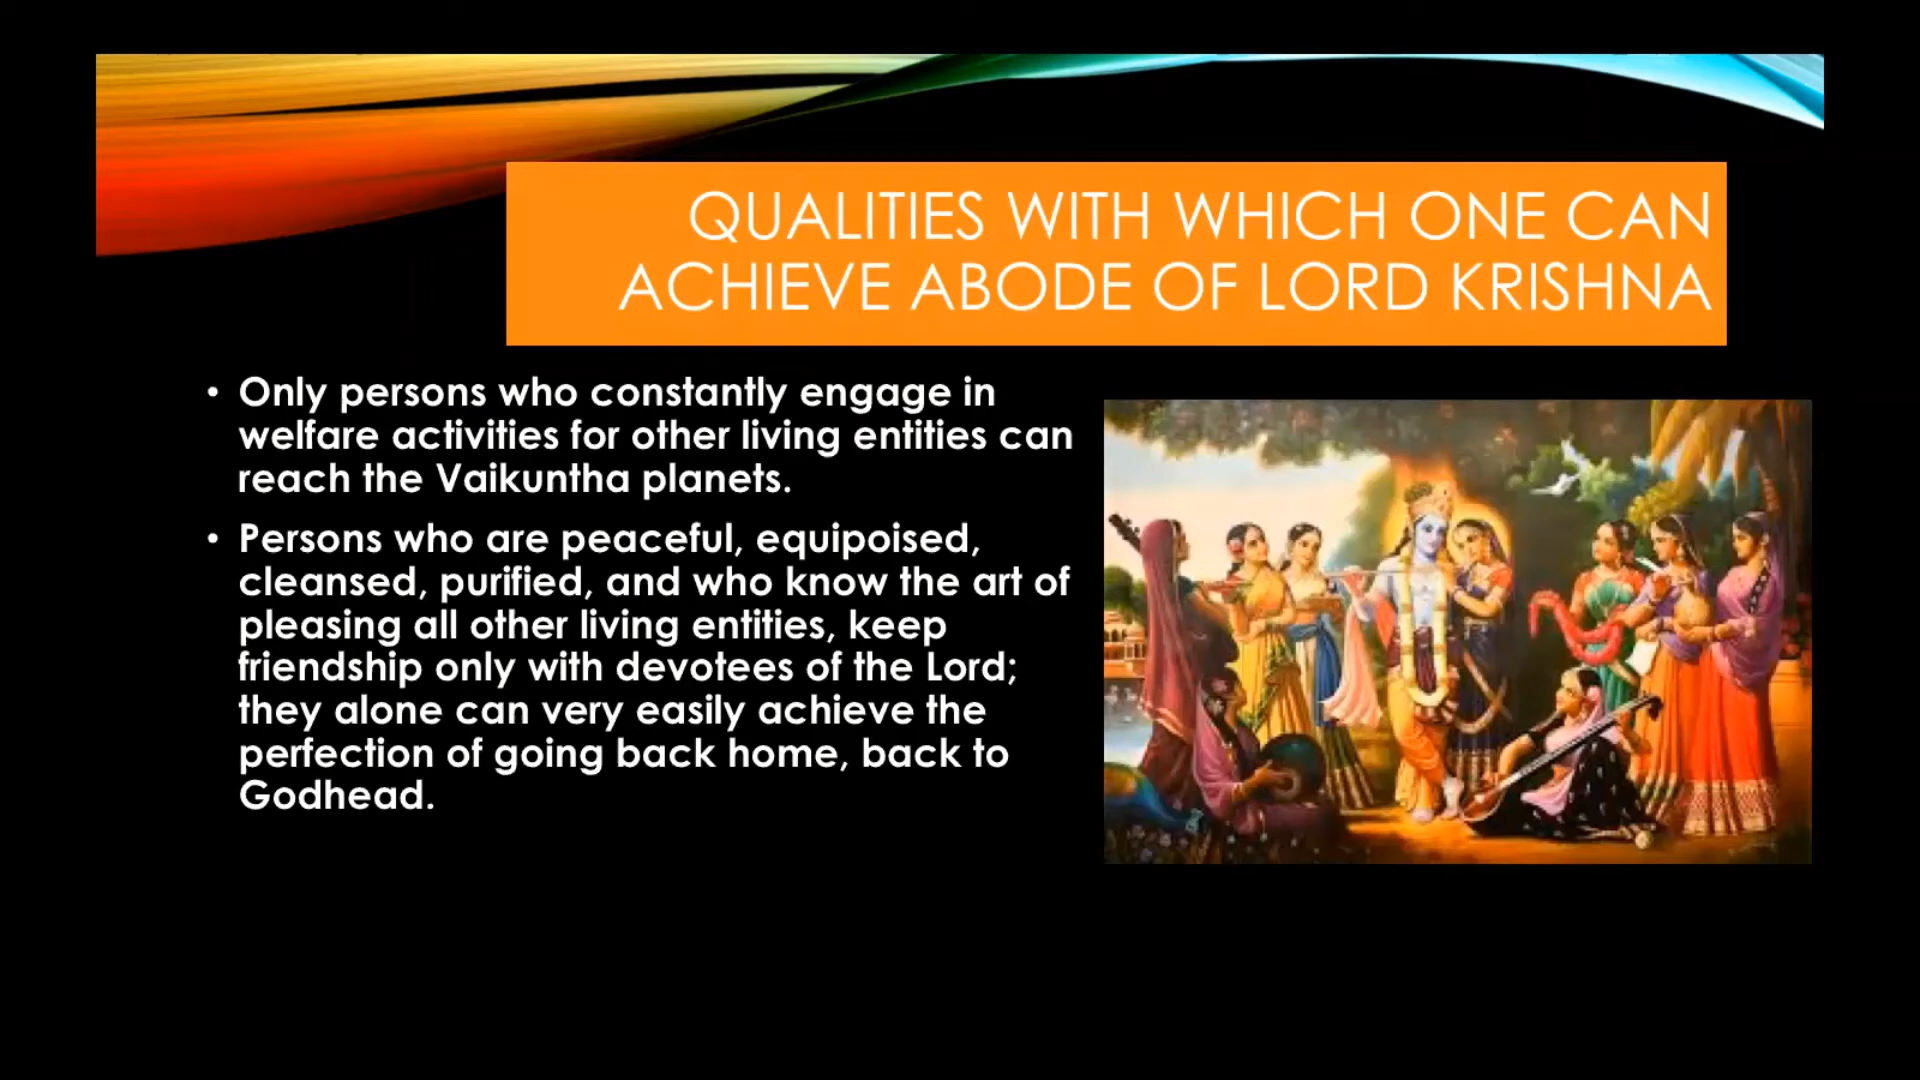 QUALITIES WITH WHICH ONE CAN
ACHIEVE ABODE OF LORD KRISHNA
• Only persons who constantly engage in
welfare activities for other living entities can
reach the Vaikuntha planets.
• Persons who are peaceful, equipoised,
cleansed, purified, and who know the art of
pleasing all other living entities, keep
friendship only with devotees of the Lord;
they alone can very easily achieve the
perfection of going back home, back to
Godhead.